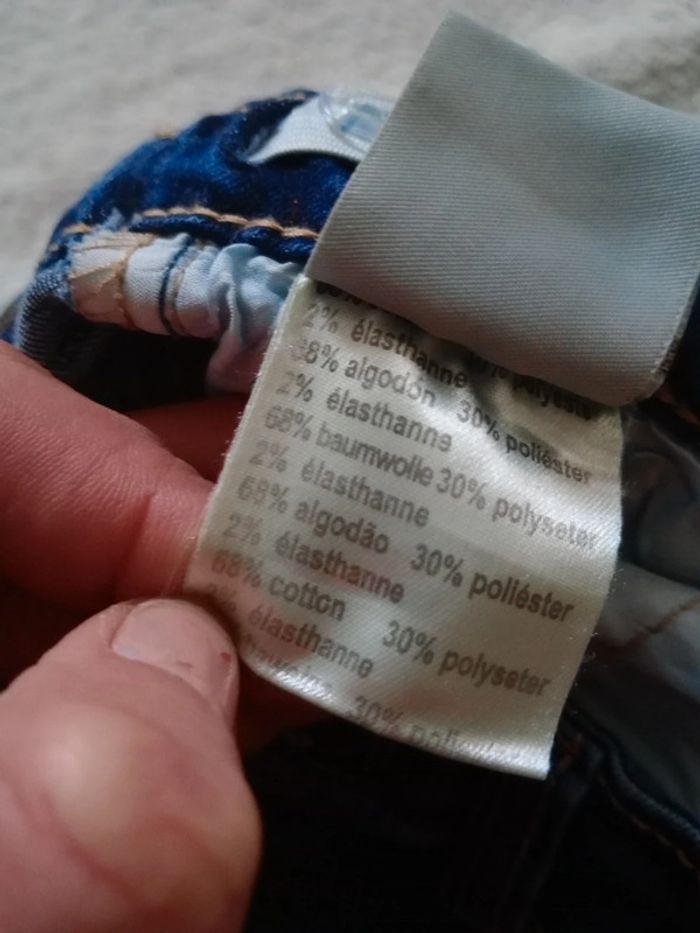 2% élasthanne
68% algodón 30% poliéster
2% élasthanne
68% baumwolle 30% polyseter
2% élasthanne
68% algodão 30% poliéster
2% élasthanne
68% cotton 30% polyseter
élasthanne
30%